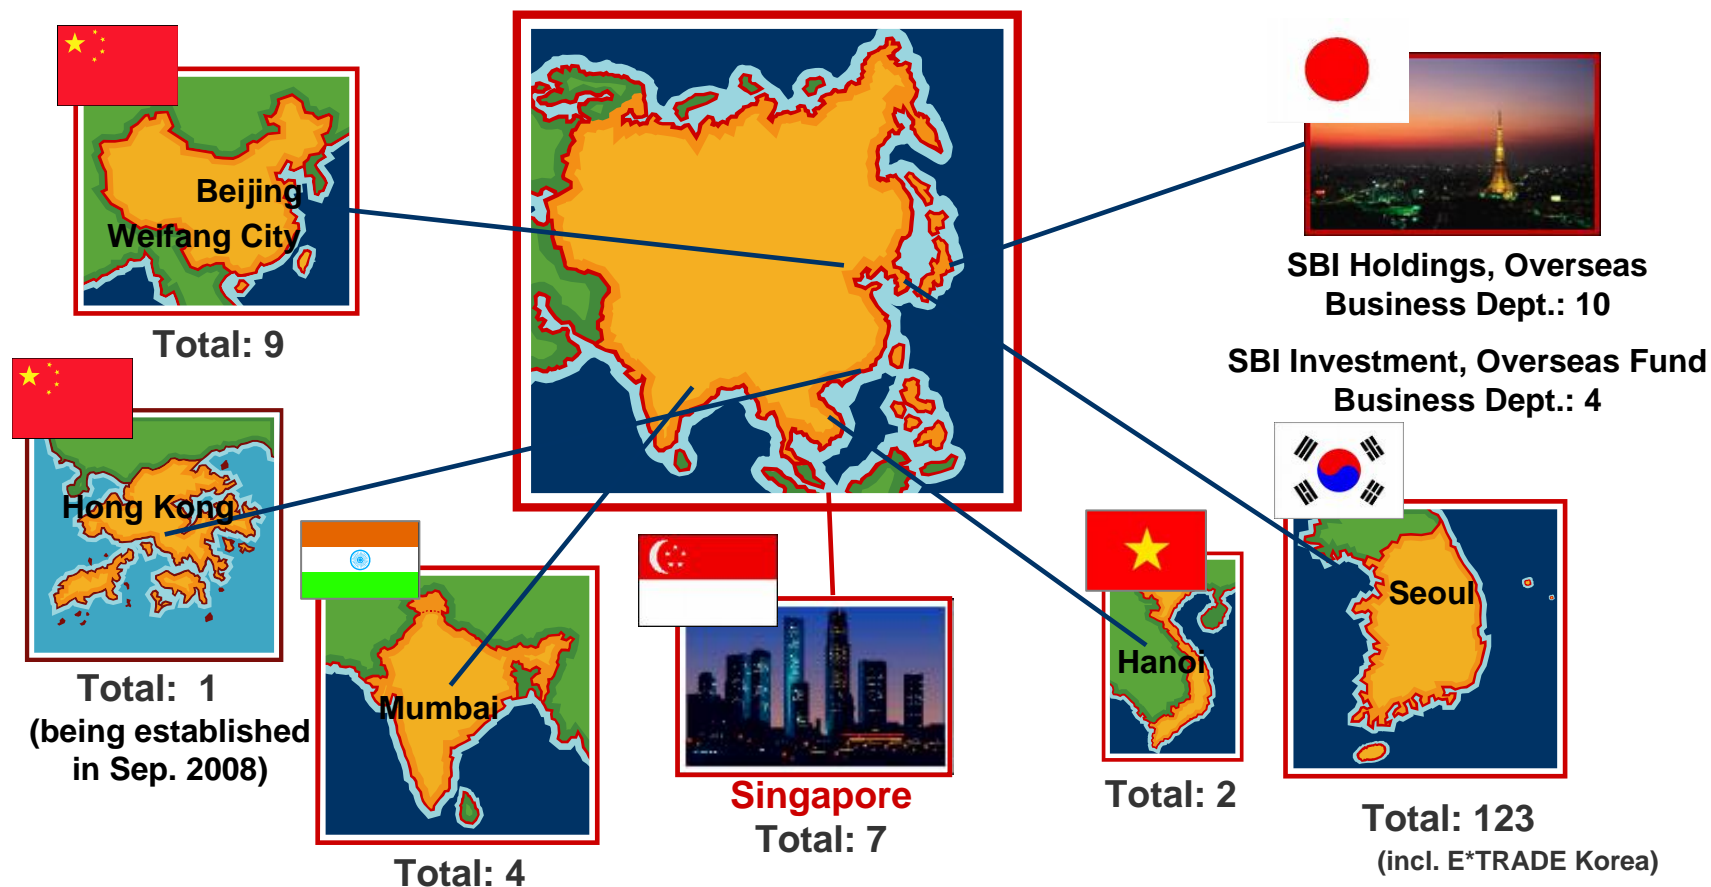 Beijing
Weifang City
Total: 9
SBI Holdings, Overseas
Business Dept.: 10
SBI Investment, Overseas Fund
Business Dept.: 4
Hong Kong
Total: 1
(being established
in Sep. 2008)
Mumbai
Total: 4
Singapore
Total: 7
Hanoi
Total: 2
Seoul
Total: 123
(incl. E*TRADE Korea)